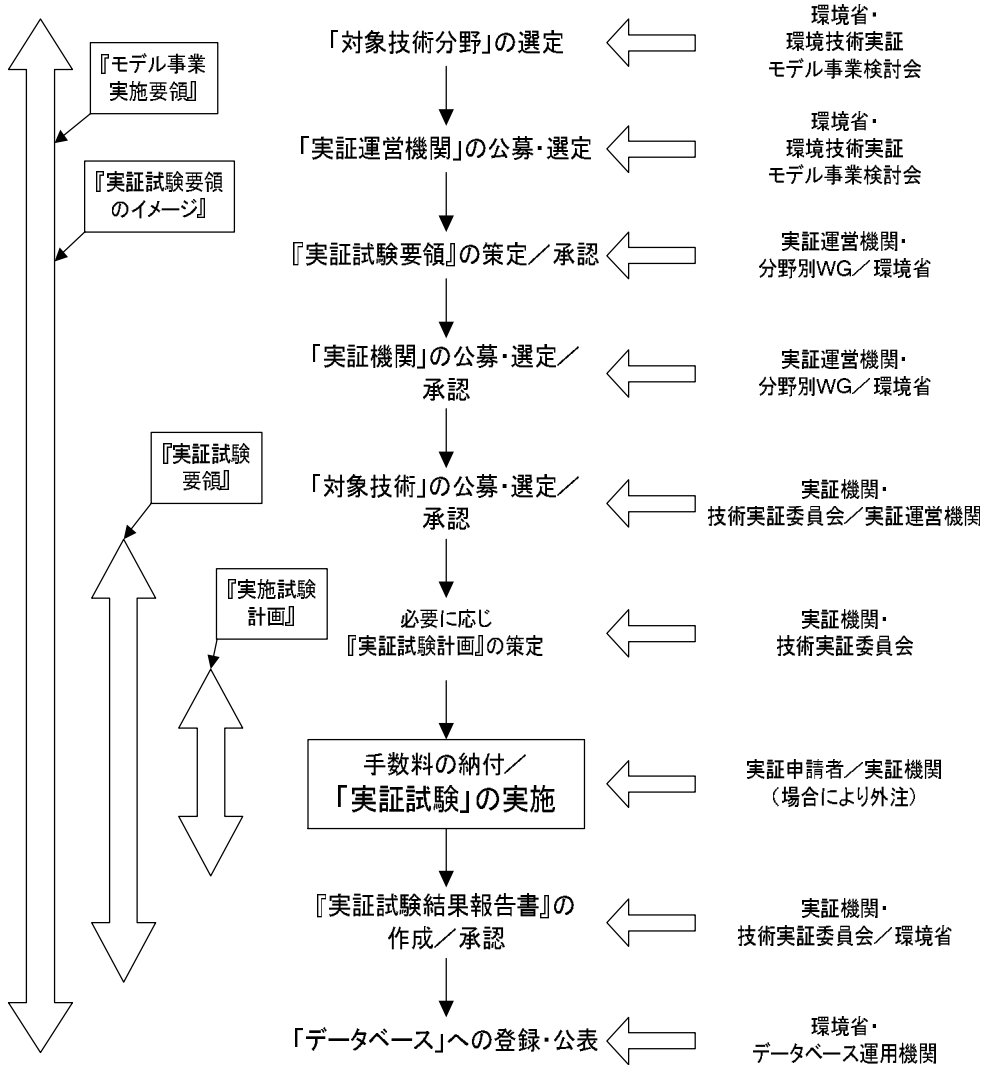 「対象技術分野」の選定
環境省・
環境技術実証
モデル事業検討会
『モデル事業
実施要領』
「実証運営機関」の公募・選定
環境省・
環境技術実証
モデル事業検討会
『実証試験要領
のイメージ』
『実証試験要領』の策定／承認
実証運営機関・
分野別WG／環境省
「実証機関」の公募・選定／
承認
実証運営機関・
分野別WG／環境省
『実証試験
要領』
「対象技術」の公募・選定／
承認
実証機関・
技術実証委員会／実証運営機関
『実施試験
計画』
必要に応じ
『実証試験計画』の策定
実証機関・
技術実証委員会
手数料の納付／
「実証試験」の実施
実証申請者／実証機関
（場合により外注）
『実証試験結果報告書』の
作成／承認
実証機関・
技術実証委員会／環境省
「データベース」への登録・公表
環境省・
データベース運用機関